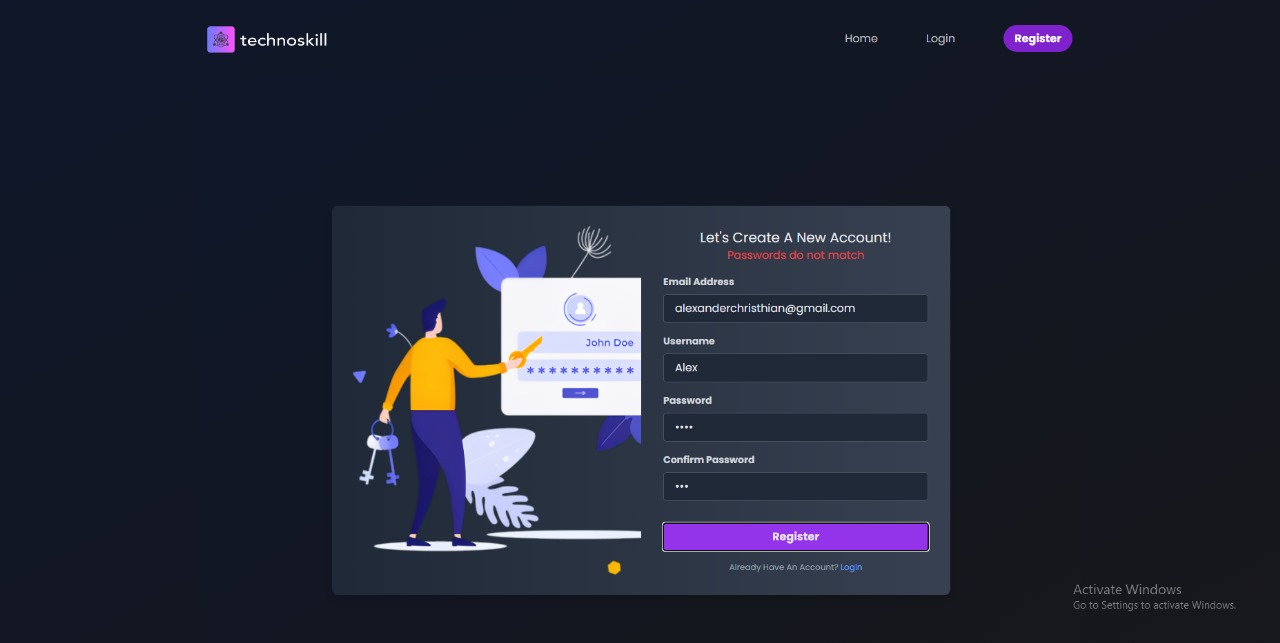 technoskill
Home
Login
Register
Let's Create A New Account!
Passwords do not match
Email Address
alexanderchristhian@gmail.com
Username
Alex
Password
••••
Confirm Password
•••
Register
Already Have An Account? Login
John Doe
**********
Activate Windows
Go to Settings to activate Windows.